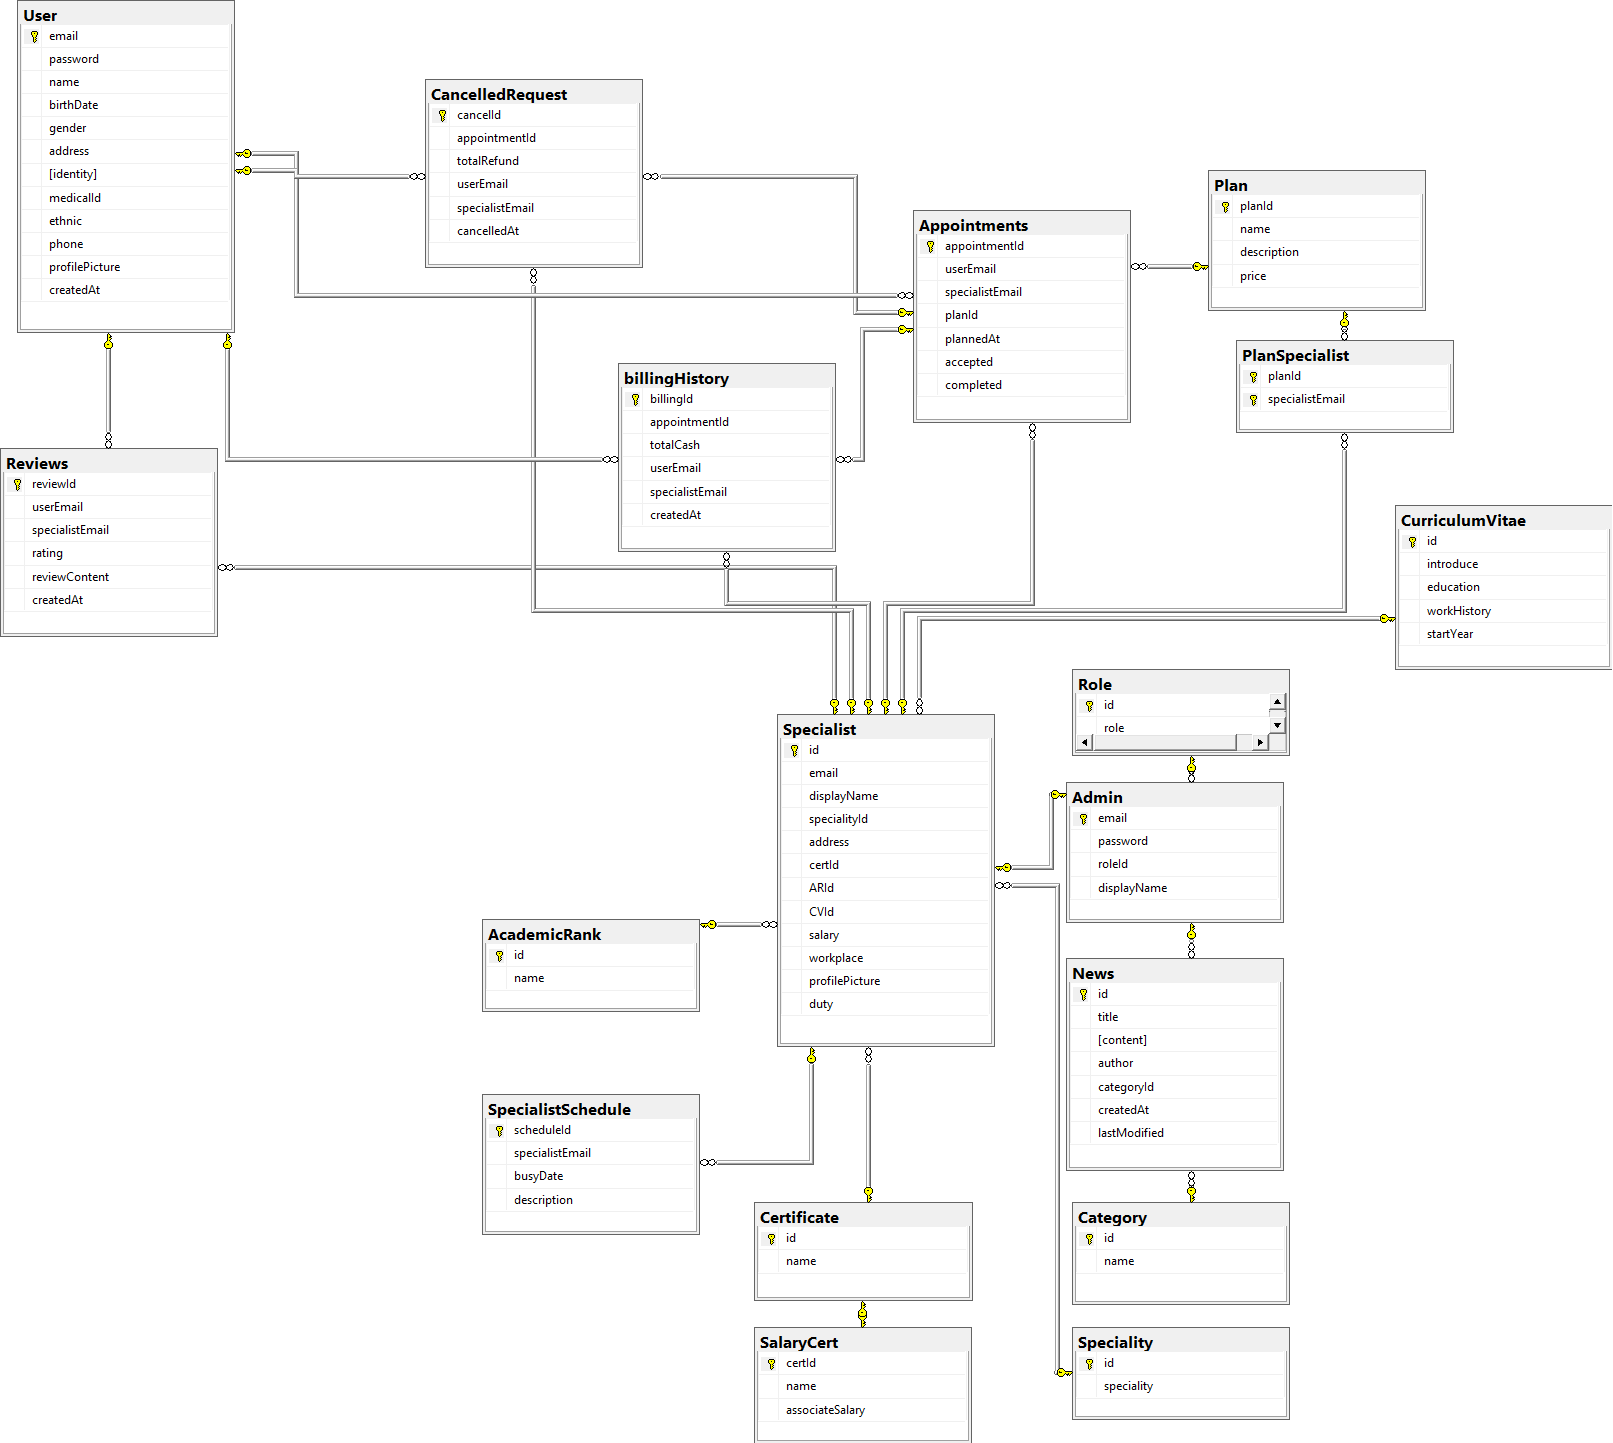 User
email
password
name
birthDate
gender
address
[identity]
medicalId
ethnic
phone
profilePicture
createdAt
CancelledRequest
cancelId
appointmentId
totalRefund
userEmail
specialistEmail
cancelledAt
Appointments
appointmentId
userEmail
specialistEmail
planId
plannedAt
accepted
completed
Plan
planId
name
description
price
PlanSpecialist
planId
specialistEmail
billingHistory
billingId
appointmentId
totalCash
userEmail
specialistEmail
createdAt
Reviews
reviewId
userEmail
specialistEmail
rating
reviewContent
createdAt
CurriculumVitae
id
introduce
education
workHistory
startYear
Role
id
role
Specialist
id
email
displayName
specialityId
address
certId
ARId
CVId
salary
workplace
profilePicture
duty
Admin
email
password
roleId
displayName
AcademicRank
id
name
News
id
title
[content]
author
categoryId
createdAt
lastModified
SpecialistSchedule
scheduleId
specialistEmail
busyDate
description
Certificate
id
name
Category
id
name
SalaryCert
certId
name
associateSalary
Speciality
id
speciality